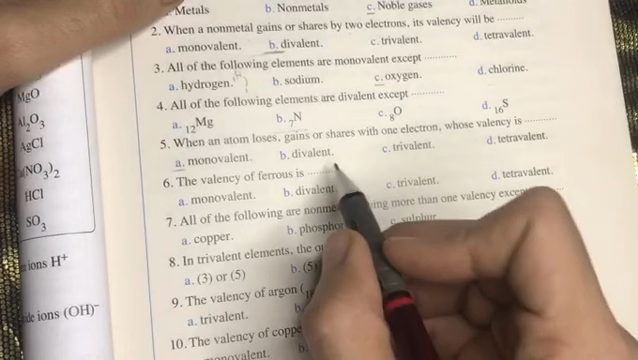 Metals b. Nonmetals c. Noble gases d. Metalloids
2. When a nonmetal gains or shares by two electrons, its valency will be ..........
a. monovalent. b. divalent. c. trivalent. d. tetravalent.
3. All of the following elements are monovalent except ............
a. hydrogen. b. sodium. c. oxygen. d. chlorine.
4. All of the following elements are divalent except ............
a. 12Mg b. 7N c. 8O d. 16S
5. When an atom loses, gains or shares with one electron, whose valency is ...........
a. monovalent. b. divalent. c. trivalent. d. tetravalent.
6. The valency of ferrous is ........
a. monovalent. b. divalent c. trivalent. d. tetravalent.
7. All of the following are nonme ving more than one valency except
a. copper. b. phosphor c. sulphur
8. In trivalent elements, the
a. (3) or (5) b. (5)
9. The valency of argon (
a. trivalent. b.
10. The valency of coppe
monovalent. b.
MgO
Al2O3
AgCl
(NO3)2
HCl
SO3
ions H+
ions (OH)-